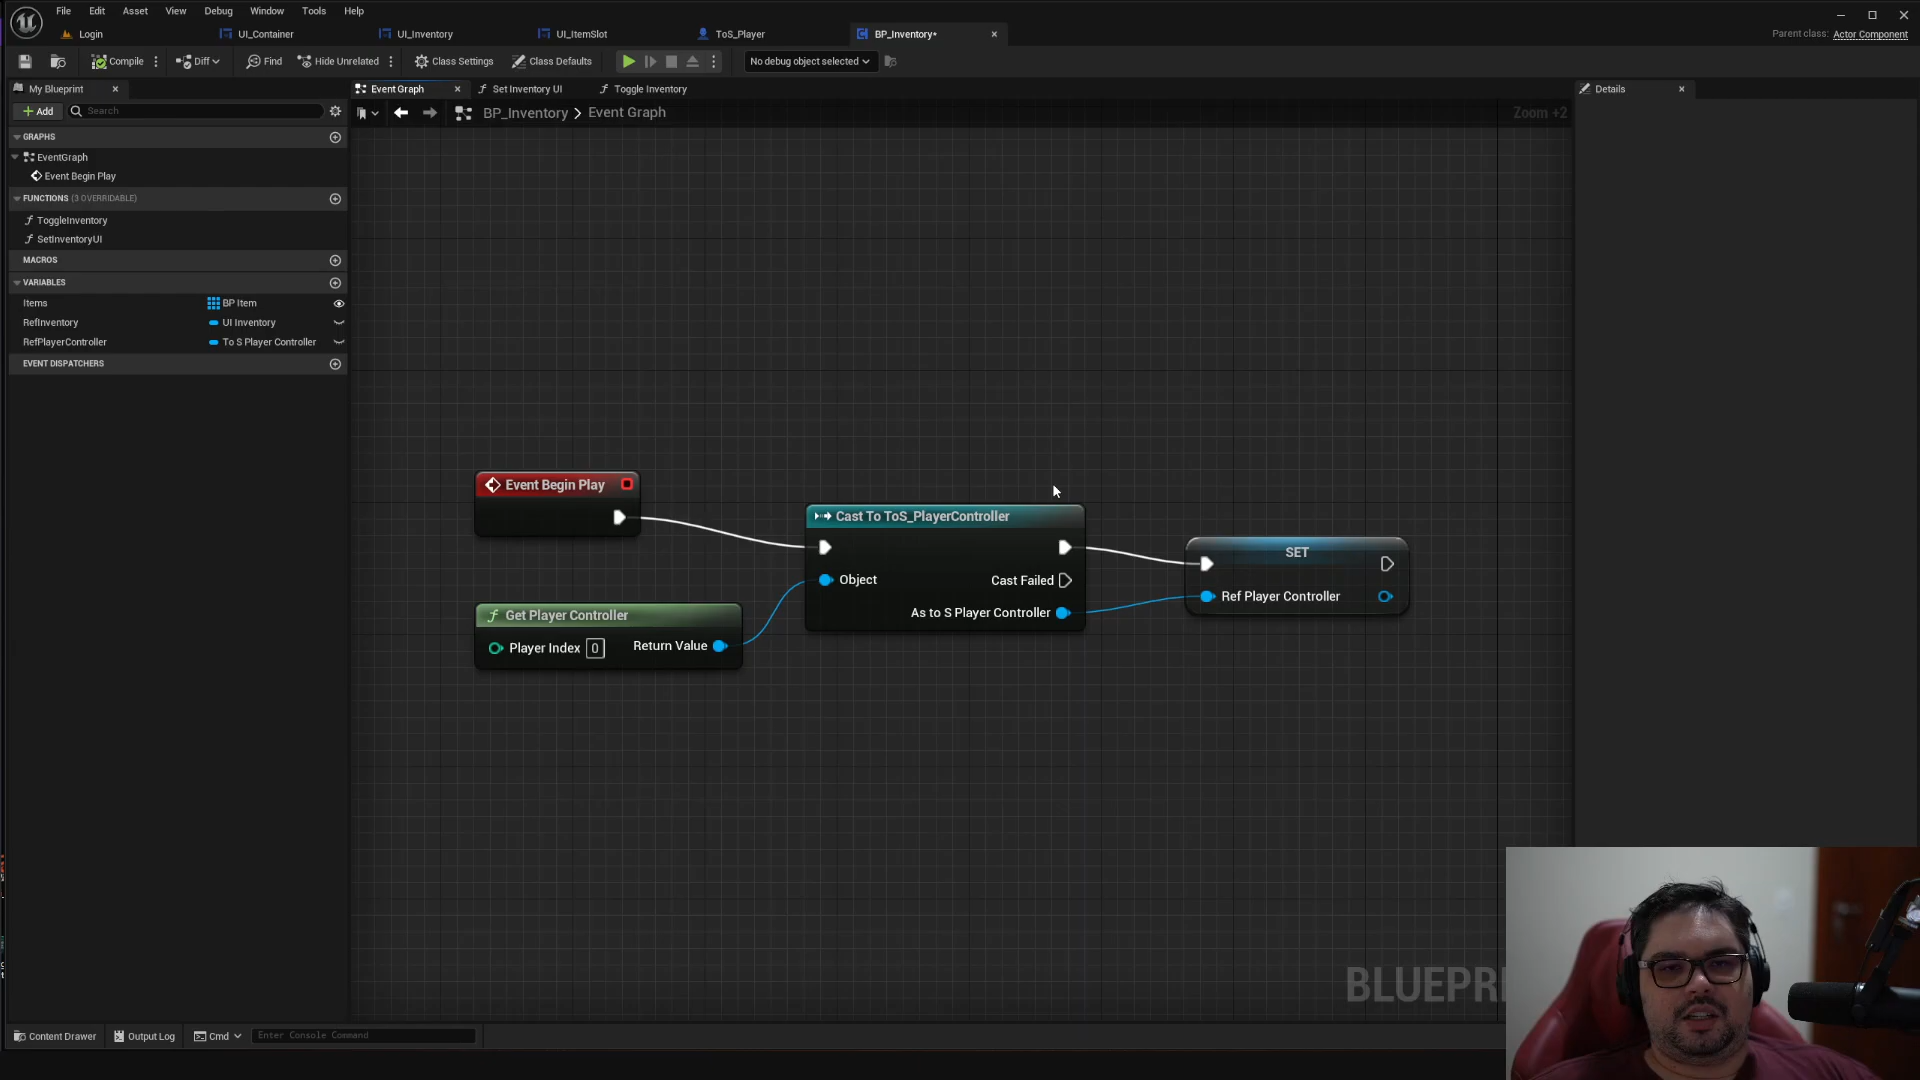 File Edit Asset View Debug Window Tools Help
Login UI_Container UI_Inventory UI_ItemSlot ToS_Player BP_Inventory*
Parent class: Actor Component
Compile Diff Find Hide Unrelated Class Settings Class Defaults No debug object selected
My Blueprint
Event Graph Set Inventory UI Toggle Inventory
Details
Add Search
BP_Inventory > Event Graph
Zoom +2
GRAPHS
EventGraph
Event Begin Play
FUNCTIONS (3 OVERRIDABLE)
ToggleInventory
SetInventoryUI
MACROS
VARIABLES
Items BP Item
RefInventory UI Inventory
RefPlayerController To S Player Controller
EVENT DISPATCHERS
Event Begin Play
Cast To ToS_PlayerController
Object
Cast Failed
As to S Player Controller
SET
Ref Player Controller
Get Player Controller
Player Index 0 Return Value
Content Drawer Output Log Cmd Enter Console Command